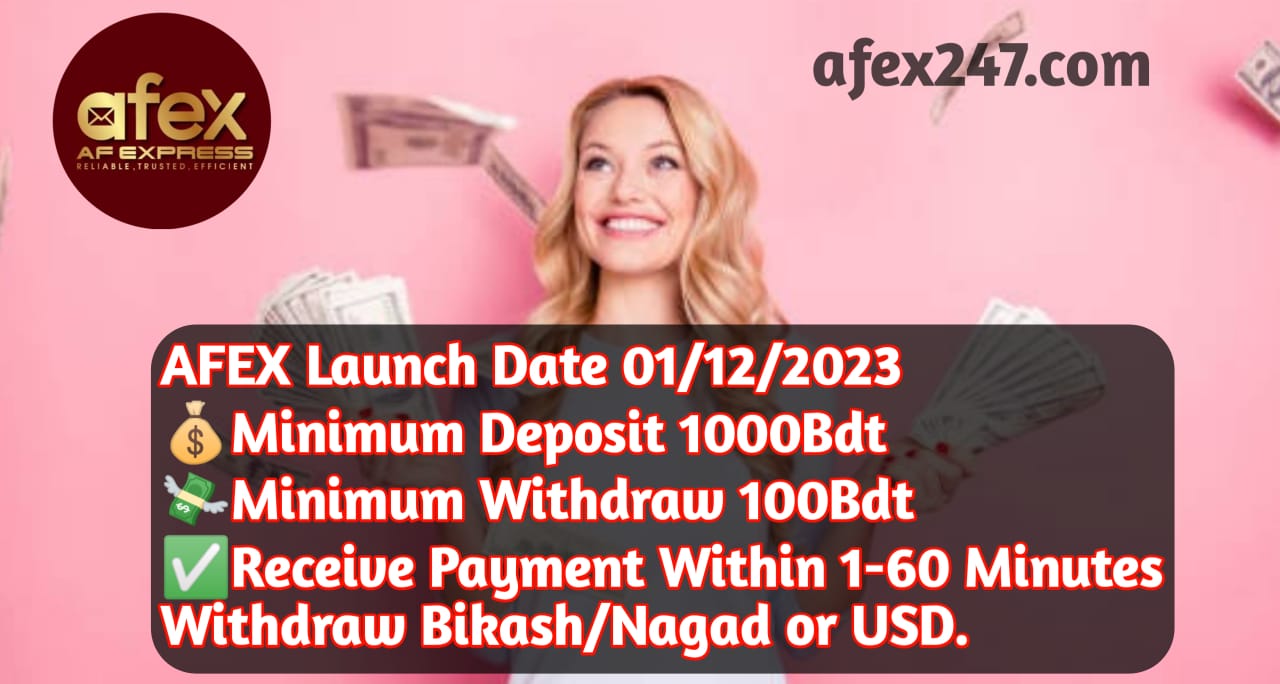 afex247.com
afex
AF EXPRESS
RELIABLE,TRUSTED,EFFICIENT
AFEX Launch Date 01/12/2023
💰Minimum Deposit 1000Bdt
💸Minimum Withdraw 100Bdt
✅Receive Payment Within 1-60 Minutes
Withdraw Bikash/Nagad or USD.